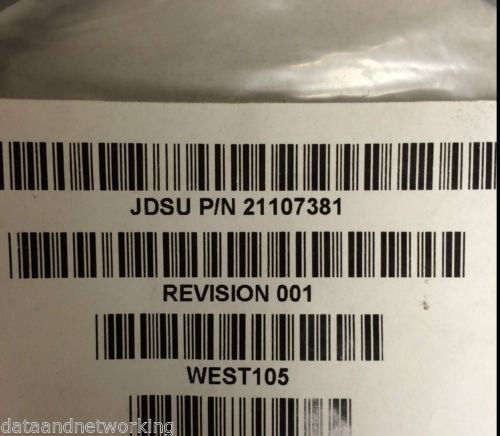 JDSU P/N 21107381
REVISION 001
WEST105
dataandnetworking